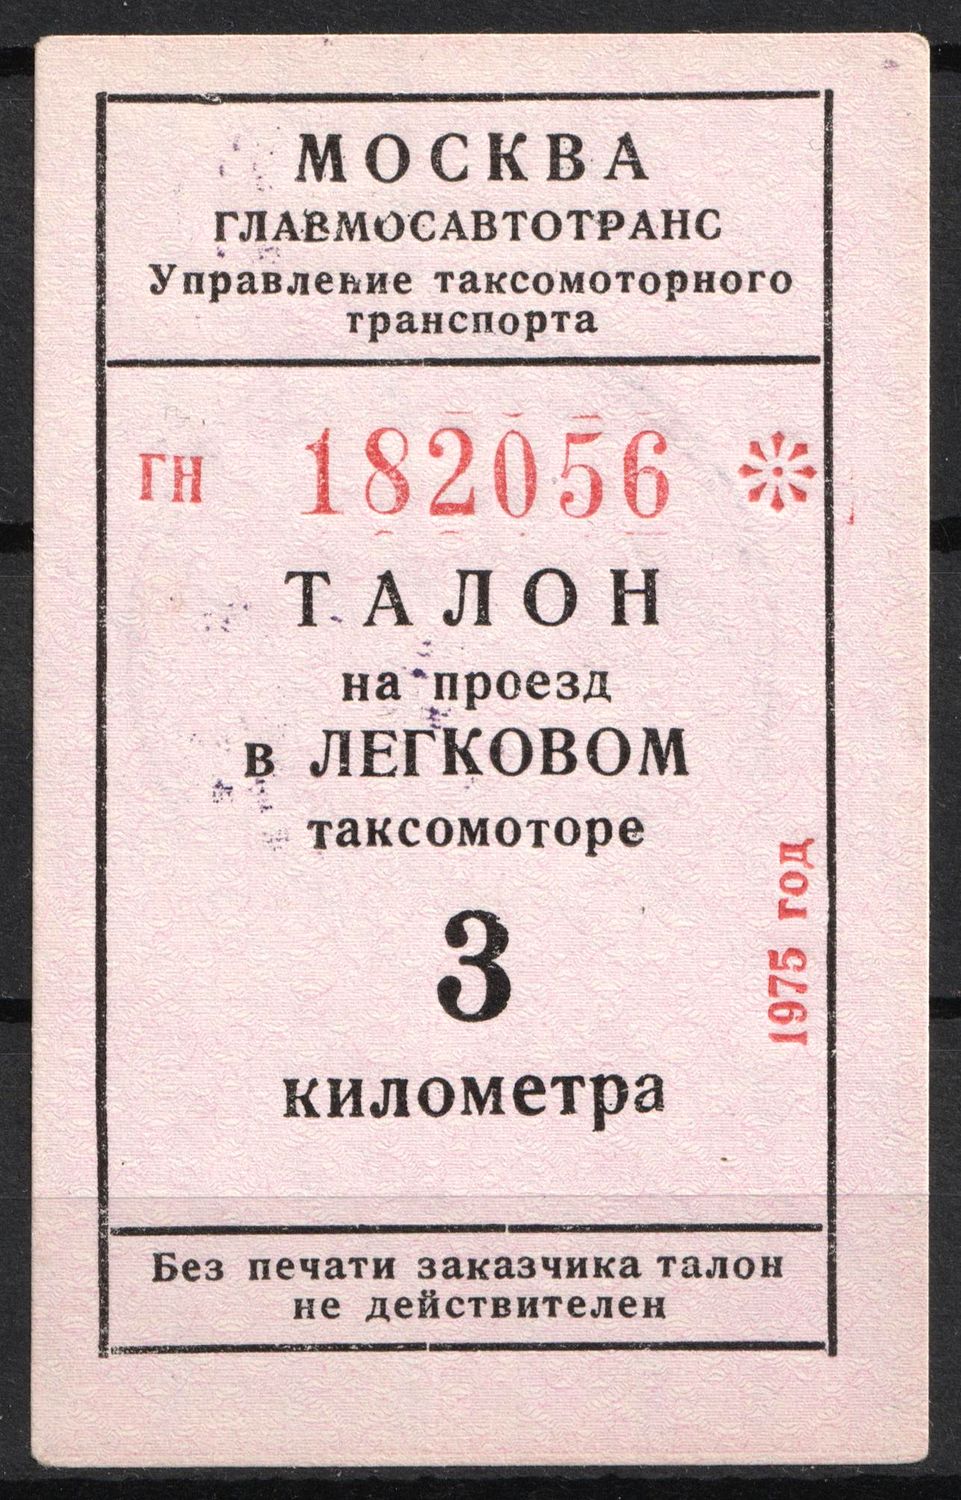 МОСКВА
ГЛАВМОСАВТОТРАНС
Управление таксомоторного
транспорта
ГН 182056
ТАЛОН
на проезд
в ЛЕГКОВОМ
таксомоторе
3
километра
1975 год
Без печати заказчика талон
не действителен